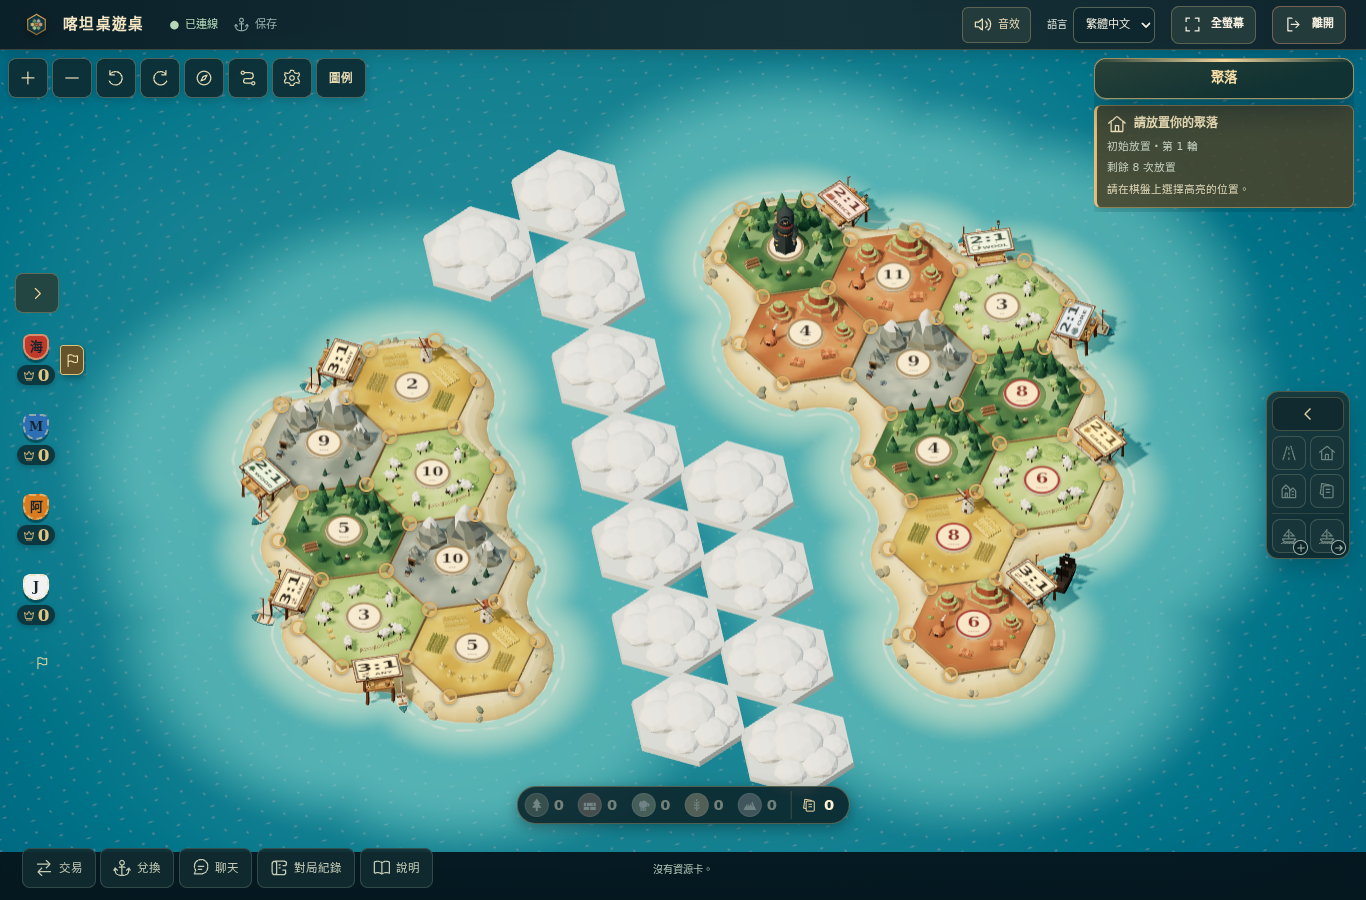 喀坦桌遊桌
已連線
保存
音效
語言
繁體中文
全螢幕
離開
圖例
聚落
請放置你的聚落
初始放置・第 1 輪
剩餘 8 次放置
請在棋盤上選擇高亮的位置。
海
0
M
0
阿
0
J
0
2:1
2:1
WOOL
2:1
11
3
4
9
8
4
2:1
6
8
3:1
6
3:1
2
9
10
2:1
5
10
3:1
3
5
3:1
ANY
0
0
0
0
0
0
交易
兌換
聊天
對局紀錄
說明
沒有資源卡。